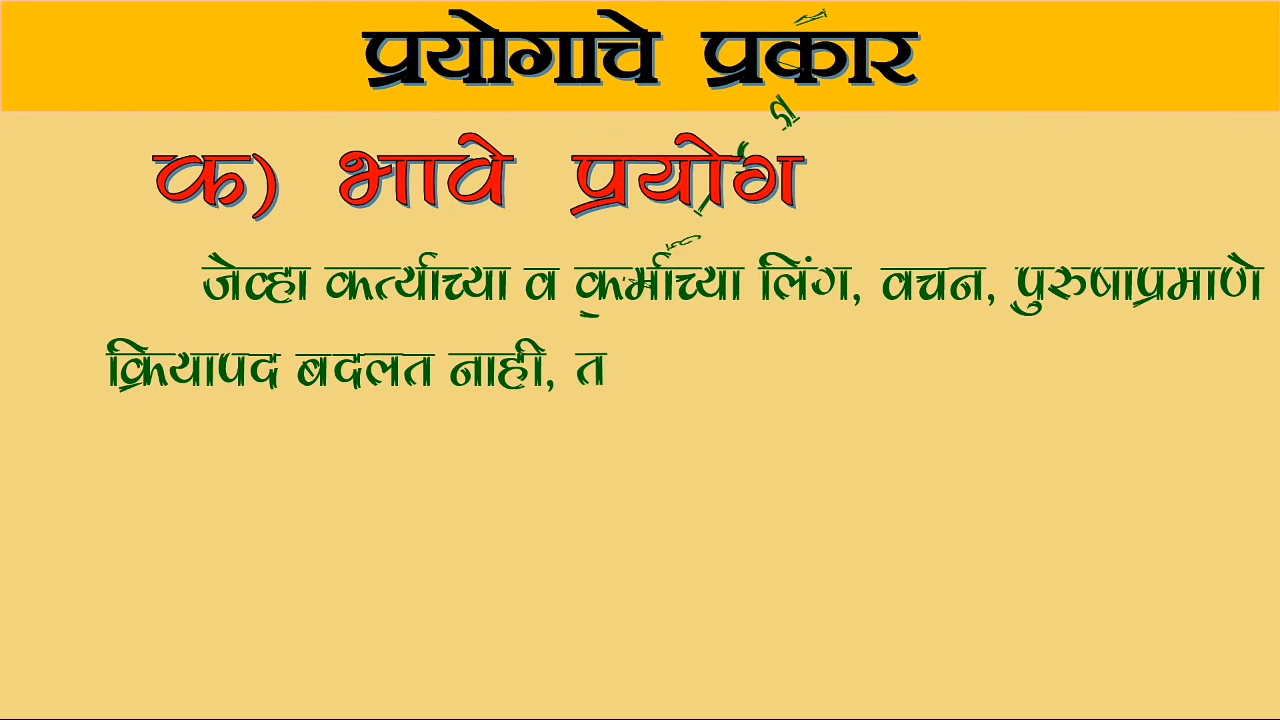 प्रयोगाचे प्रकार
क) भावे प्रयोग
जेव्हा कर्त्याच्या व कर्माच्या लिंग, वचन, पुरुषाप्रमाणे
क्रियापद बदलत नाही, त